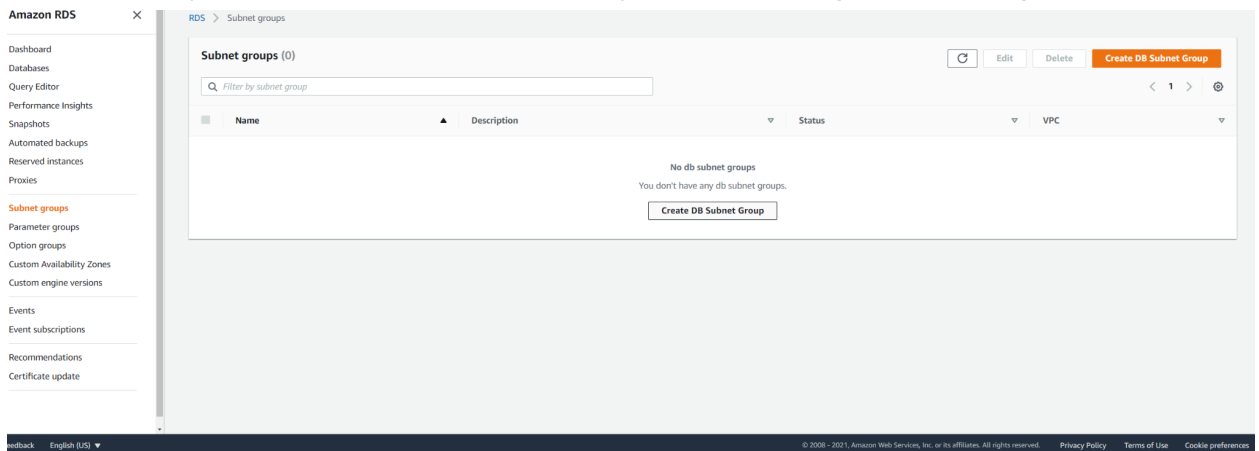 Amazon RDS
Dashboard
Databases
Query Editor
Performance Insights
Snapshots
Automated backups
Reserved instances
Proxies
Subnet groups
Parameter groups
Option groups
Custom Availability Zones
Custom engine versions
Events
Event subscriptions
Recommendations
Certificate update
RDS > Subnet groups
Subnet groups (0)
Edit
Delete
Create DB Subnet Group
Filter by subnet group
< 1 >
Name Description Status VPC
No db subnet groups
You don't have any db subnet groups.
Create DB Subnet Group
eedback English (US) © 2008 – 2021, Amazon Web Services, Inc. or its affiliates. All rights reserved. Privacy Policy Terms of Use Cookie preferences